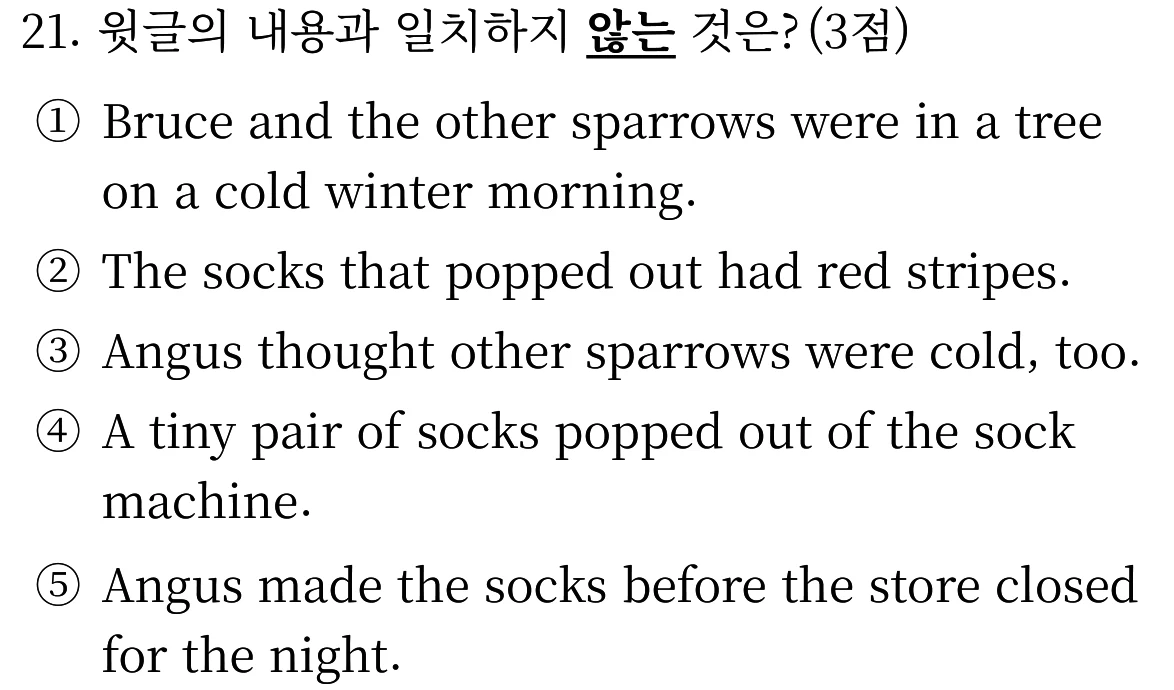 21. 윗글의 내용과 일치하지 않는 것은?(3점)
① Bruce and the other sparrows were in a tree
on a cold winter morning.
② The socks that popped out had red stripes.
③ Angus thought other sparrows were cold, too.
④ A tiny pair of socks popped out of the sock
machine.
⑤ Angus made the socks before the store closed
for the night.